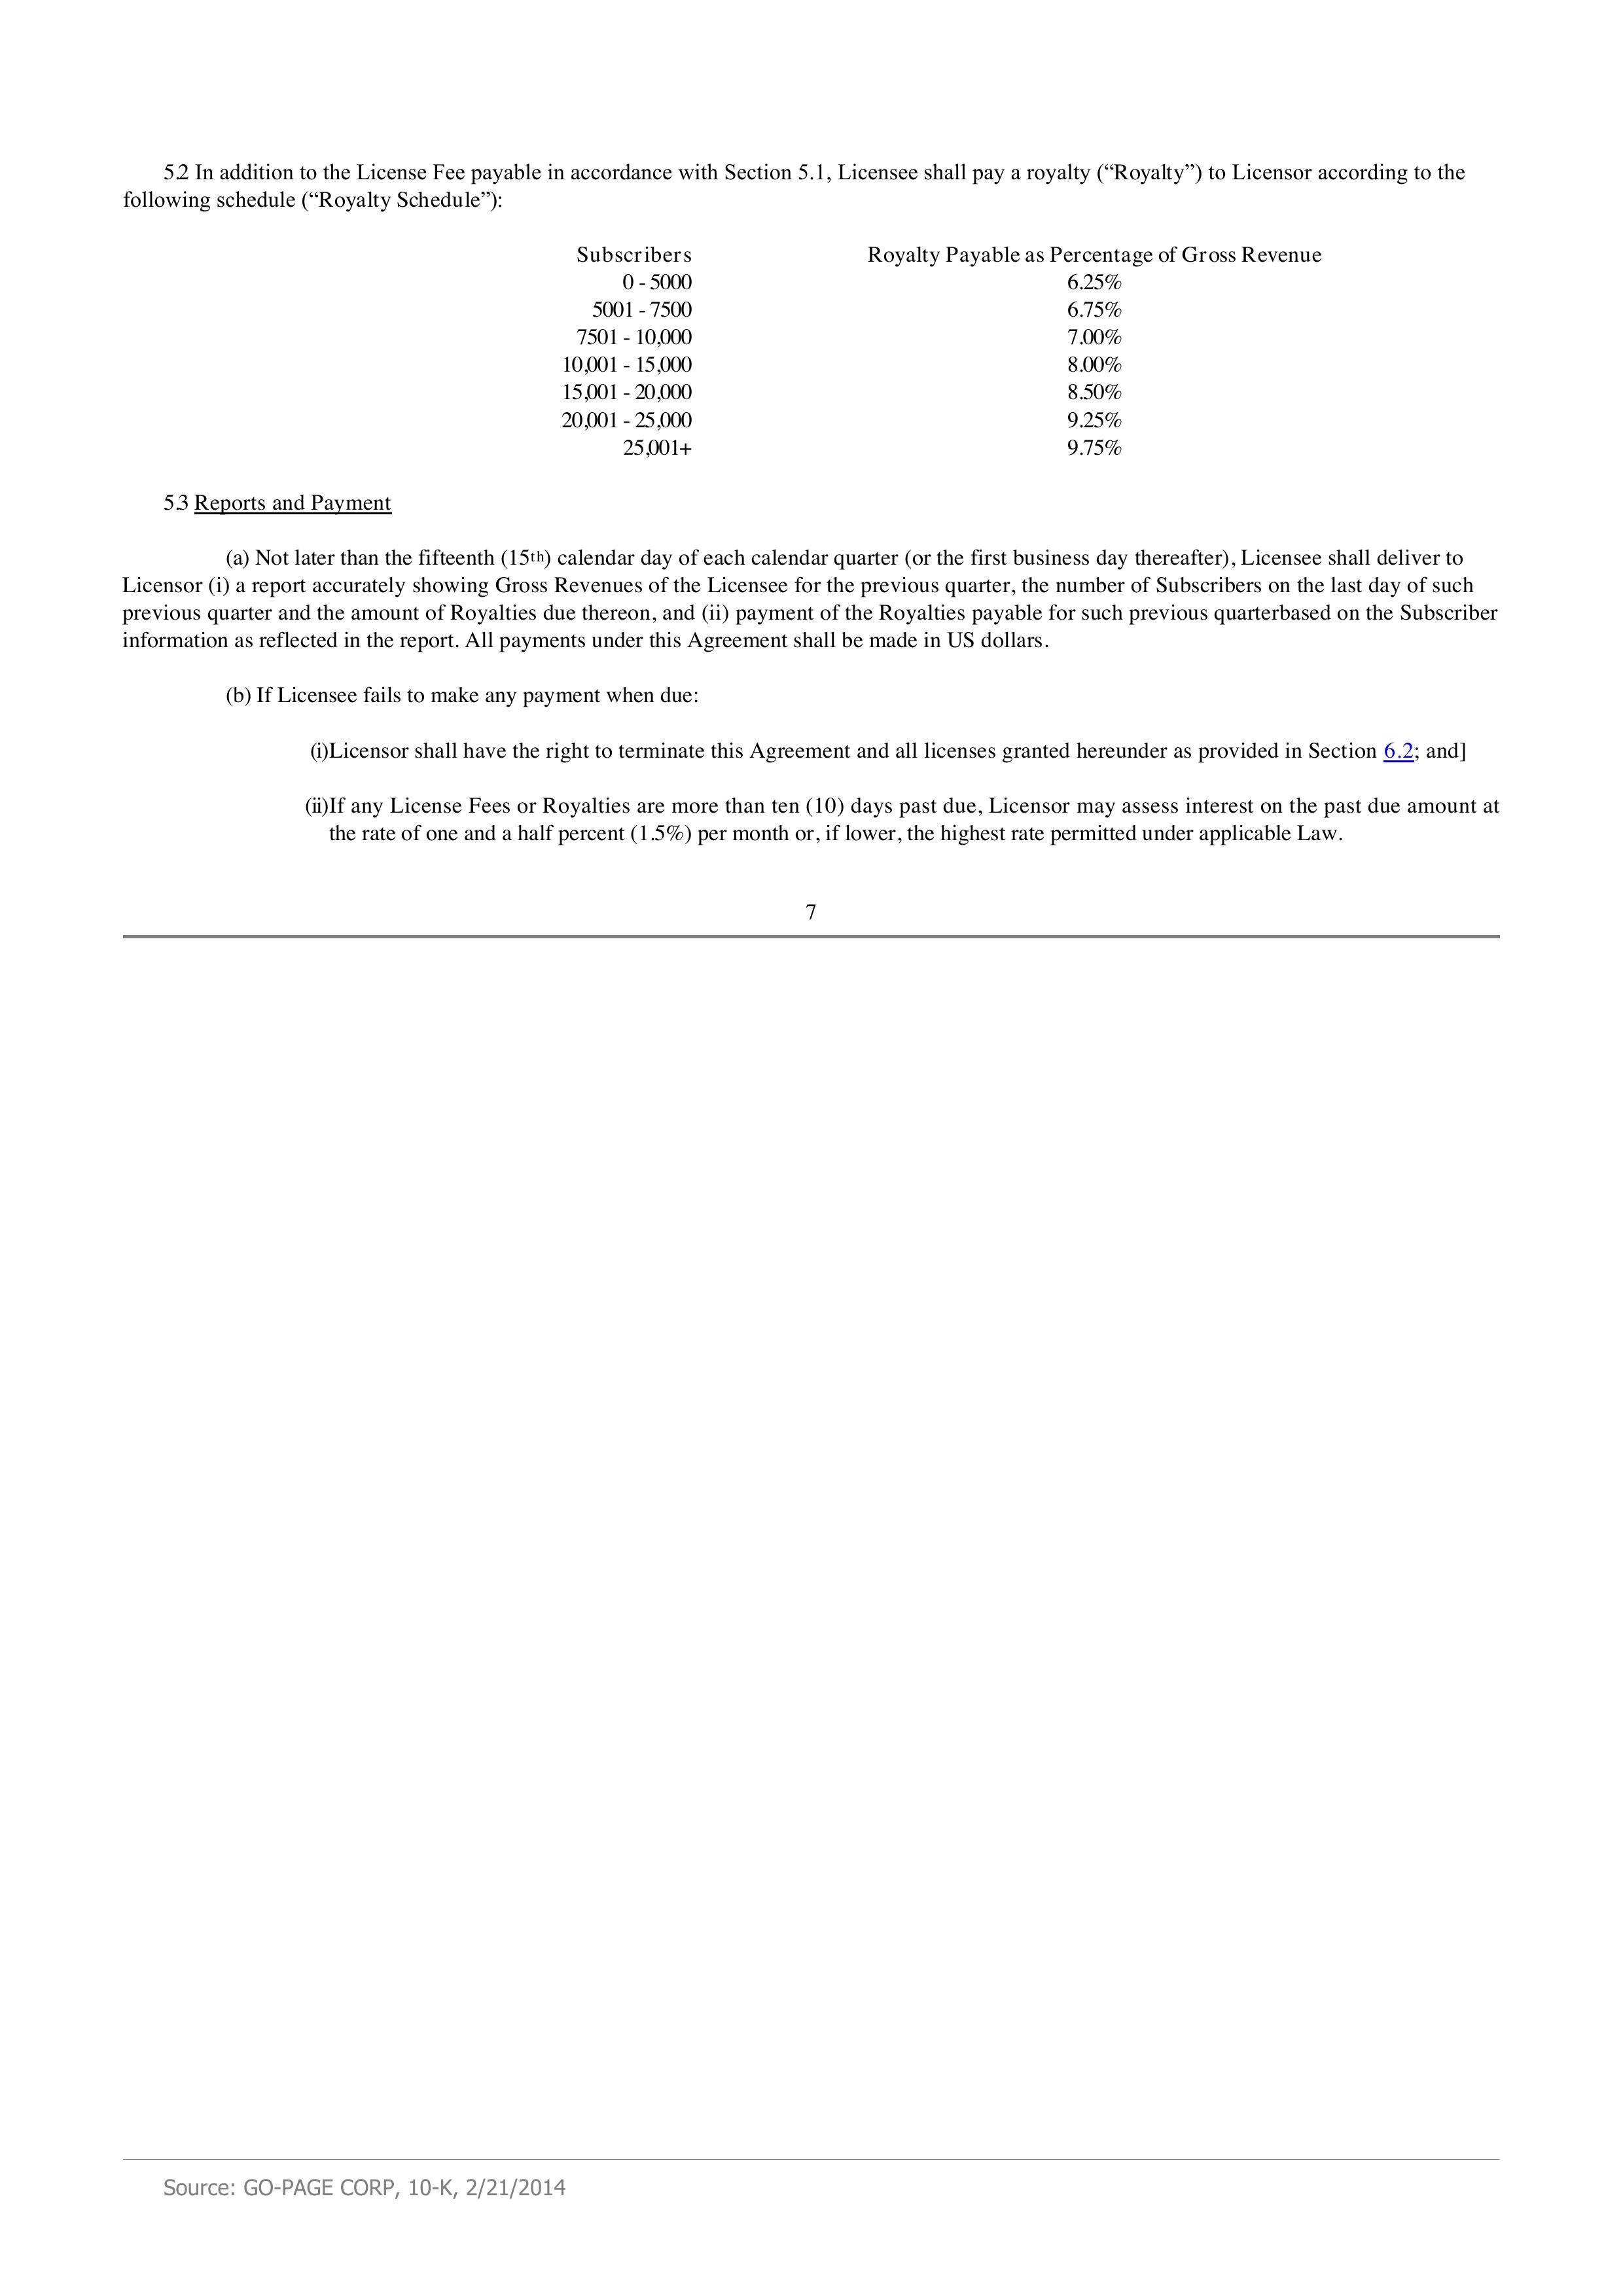 5.2 In addition to the License Fee payable in accordance with Section 5.1, Licensee shall pay a royalty (“Royalty”) to Licensor according to the
following schedule (“Royalty Schedule”):
Subscribers Royalty Payable as Percentage of Gross Revenue
0 - 5000 6.25%
5001 - 7500 6.75%
7501 - 10,000 7.00%
10,001 - 15,000 8.00%
15,001 - 20,000 8.50%
20,001 - 25,000 9.25%
25,001+ 9.75%
5.3 Reports and Payment
(a) Not later than the fifteenth (15th) calendar day of each calendar quarter (or the first business day thereafter), Licensee shall deliver to
Licensor (i) a report accurately showing Gross Revenues of the Licensee for the previous quarter, the number of Subscribers on the last day of such
previous quarter and the amount of Royalties due thereon, and (ii) payment of the Royalties payable for such previous quarterbased on the Subscriber
information as reflected in the report. All payments under this Agreement shall be made in US dollars.
(b) If Licensee fails to make any payment when due:
(i)Licensor shall have the right to terminate this Agreement and all licenses granted hereunder as provided in Section 6.2; and]
(ii)If any License Fees or Royalties are more than ten (10) days past due, Licensor may assess interest on the past due amount at
the rate of one and a half percent (1.5%) per month or, if lower, the highest rate permitted under applicable Law.
7
Source: GO-PAGE CORP, 10-K, 2/21/2014